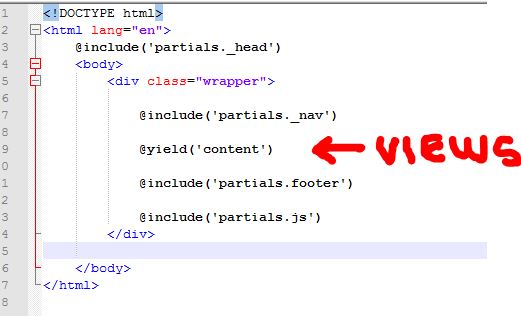 1 <!DOCTYPE html>
2 <html lang="en">
3 @include('partials._head')
4 <body>
5 <div class="wrapper">
6
7 @include('partials._nav')
8
9 @yield('content') ← VIEWS
0
1 @include('partials.footer')
2
3 @include('partials.js')
4 </div>
5
6 </body>
7 </html>
8